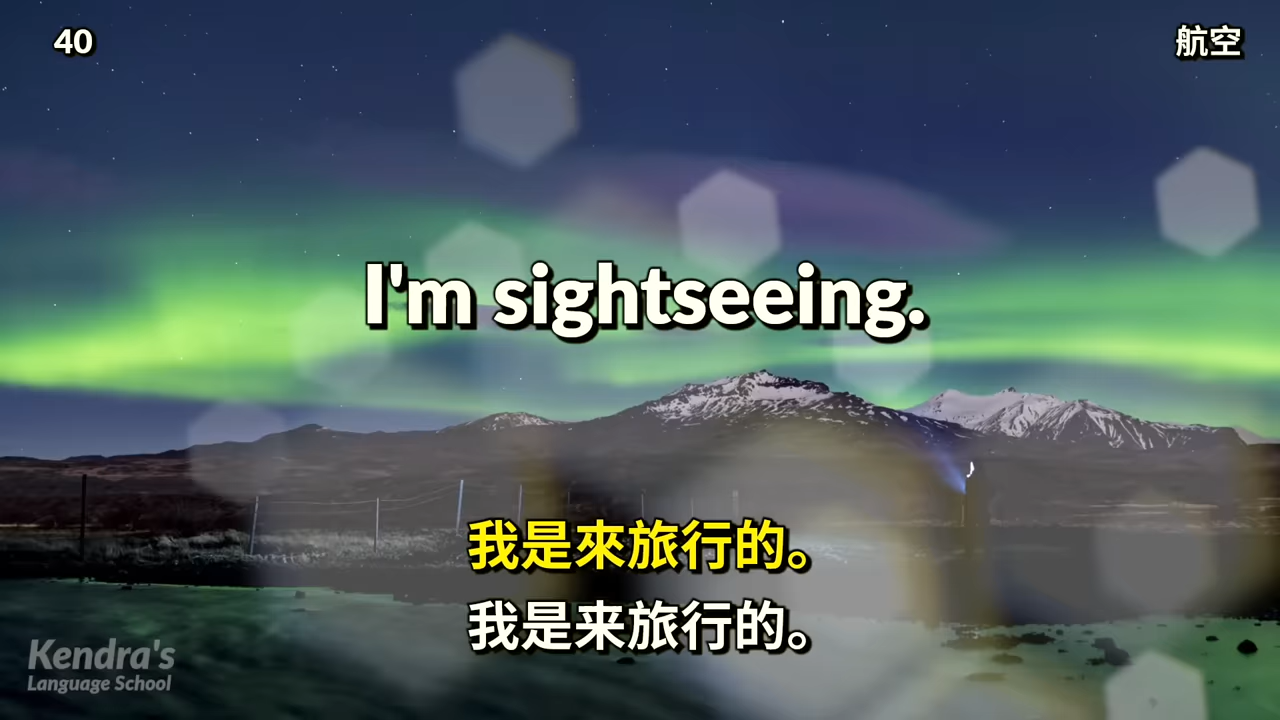 40
航空
I'm sightseeing.
我是來旅行的。
我是来旅行的。
Kendra's
Language School